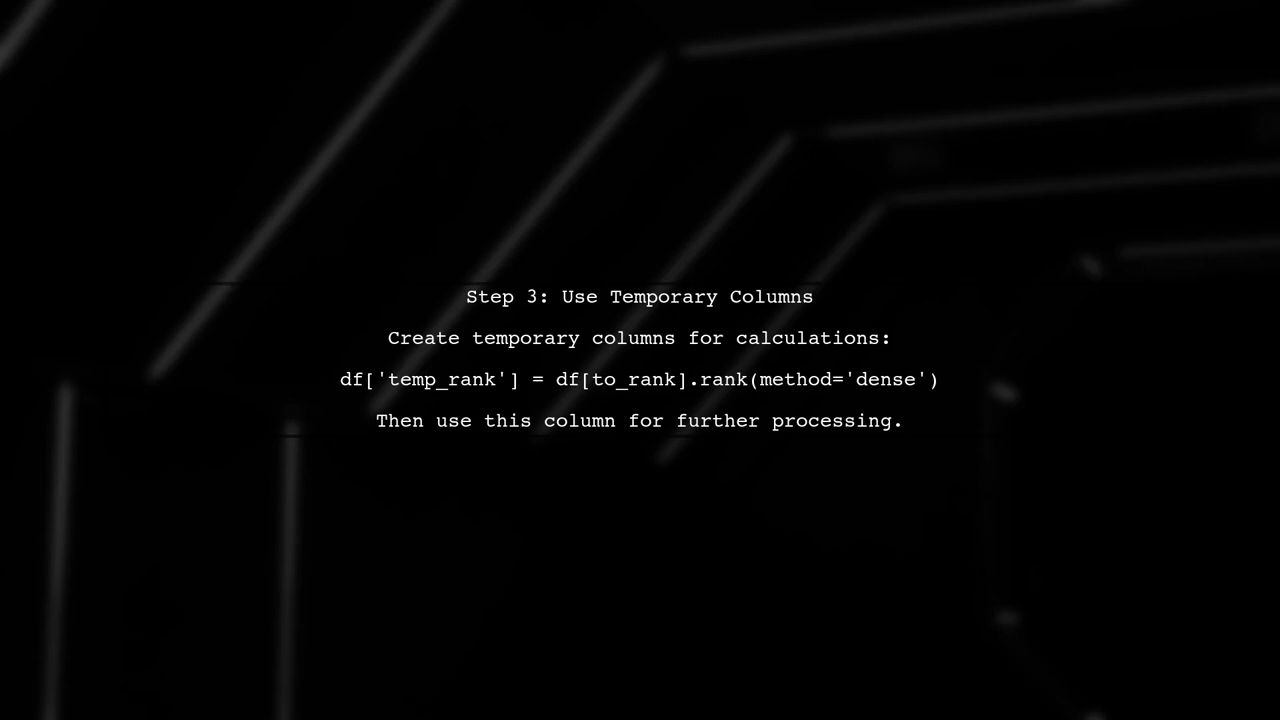 Step 3: Use Temporary Columns
Create temporary columns for calculations:
df['temp_rank'] = df[to_rank].rank(method='dense')
Then use this column for further processing.